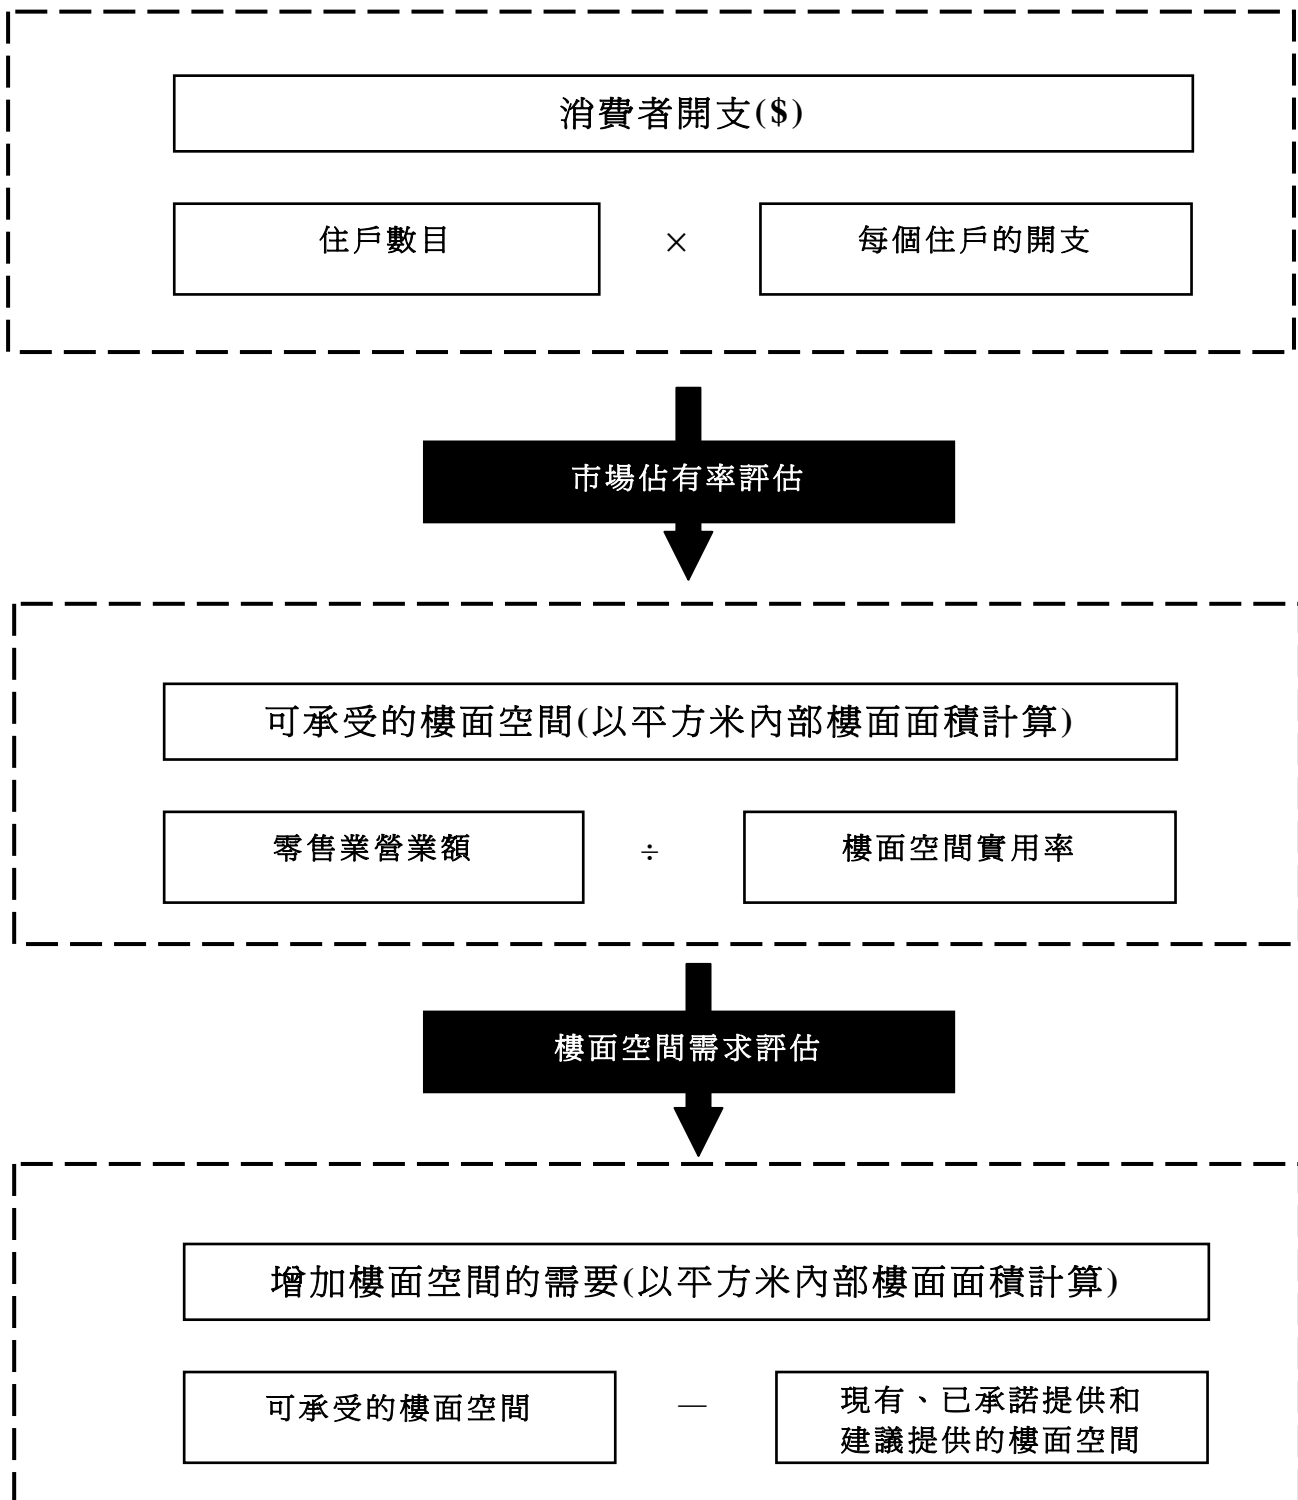 消費者開支($)
住戶數目 × 每個住戶的開支
市場佔有率評估
可承受的樓面空間(以平方米內部樓面面積計算)
零售業營業額 ÷ 樓面空間實用率
樓面空間需求評估
增加樓面空間的需要(以平方米內部樓面面積計算)
可承受的樓面空間 — 現有、已承諾提供和
建議提供的樓面空間